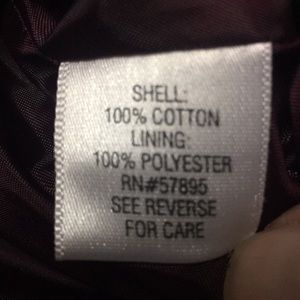 SHELL:
100% COTTON
LINING:
100% POLYESTER
RN#57895
SEE REVERSE
FOR CARE